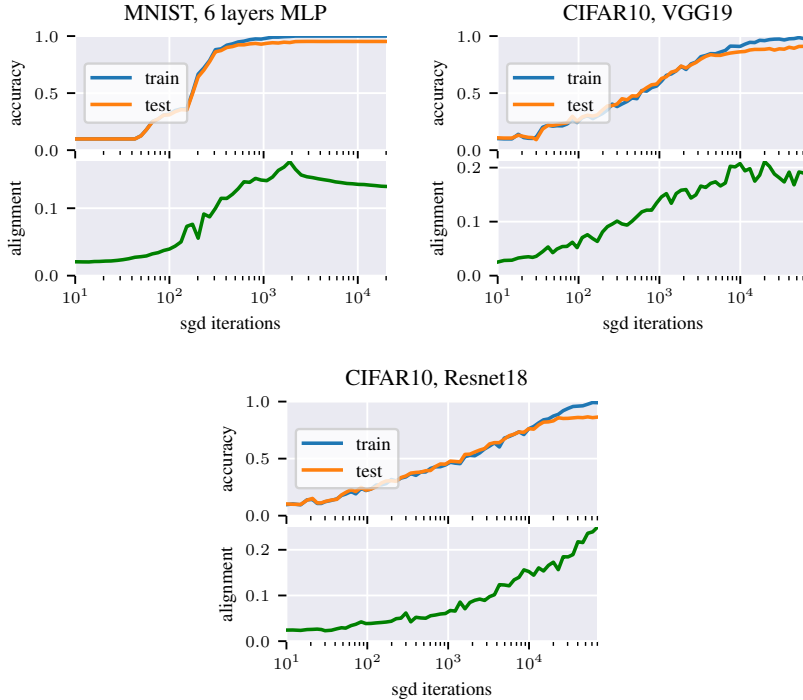 MNIST, 6 layers MLP
1.0
0.5
0.0
accuracy
train
test
0.1
0.0
alignment
10^1
10^2
10^3
10^4
sgd iterations
CIFAR10, VGG19
1.0
0.5
0.0
accuracy
train
test
0.2
0.1
0.0
alignment
10^1
10^2
10^3
10^4
sgd iterations
CIFAR10, Resnet18
1.0
0.5
0.0
accuracy
train
test
0.2
0.1
0.0
alignment
10^1
10^2
10^3
10^4
sgd iterations